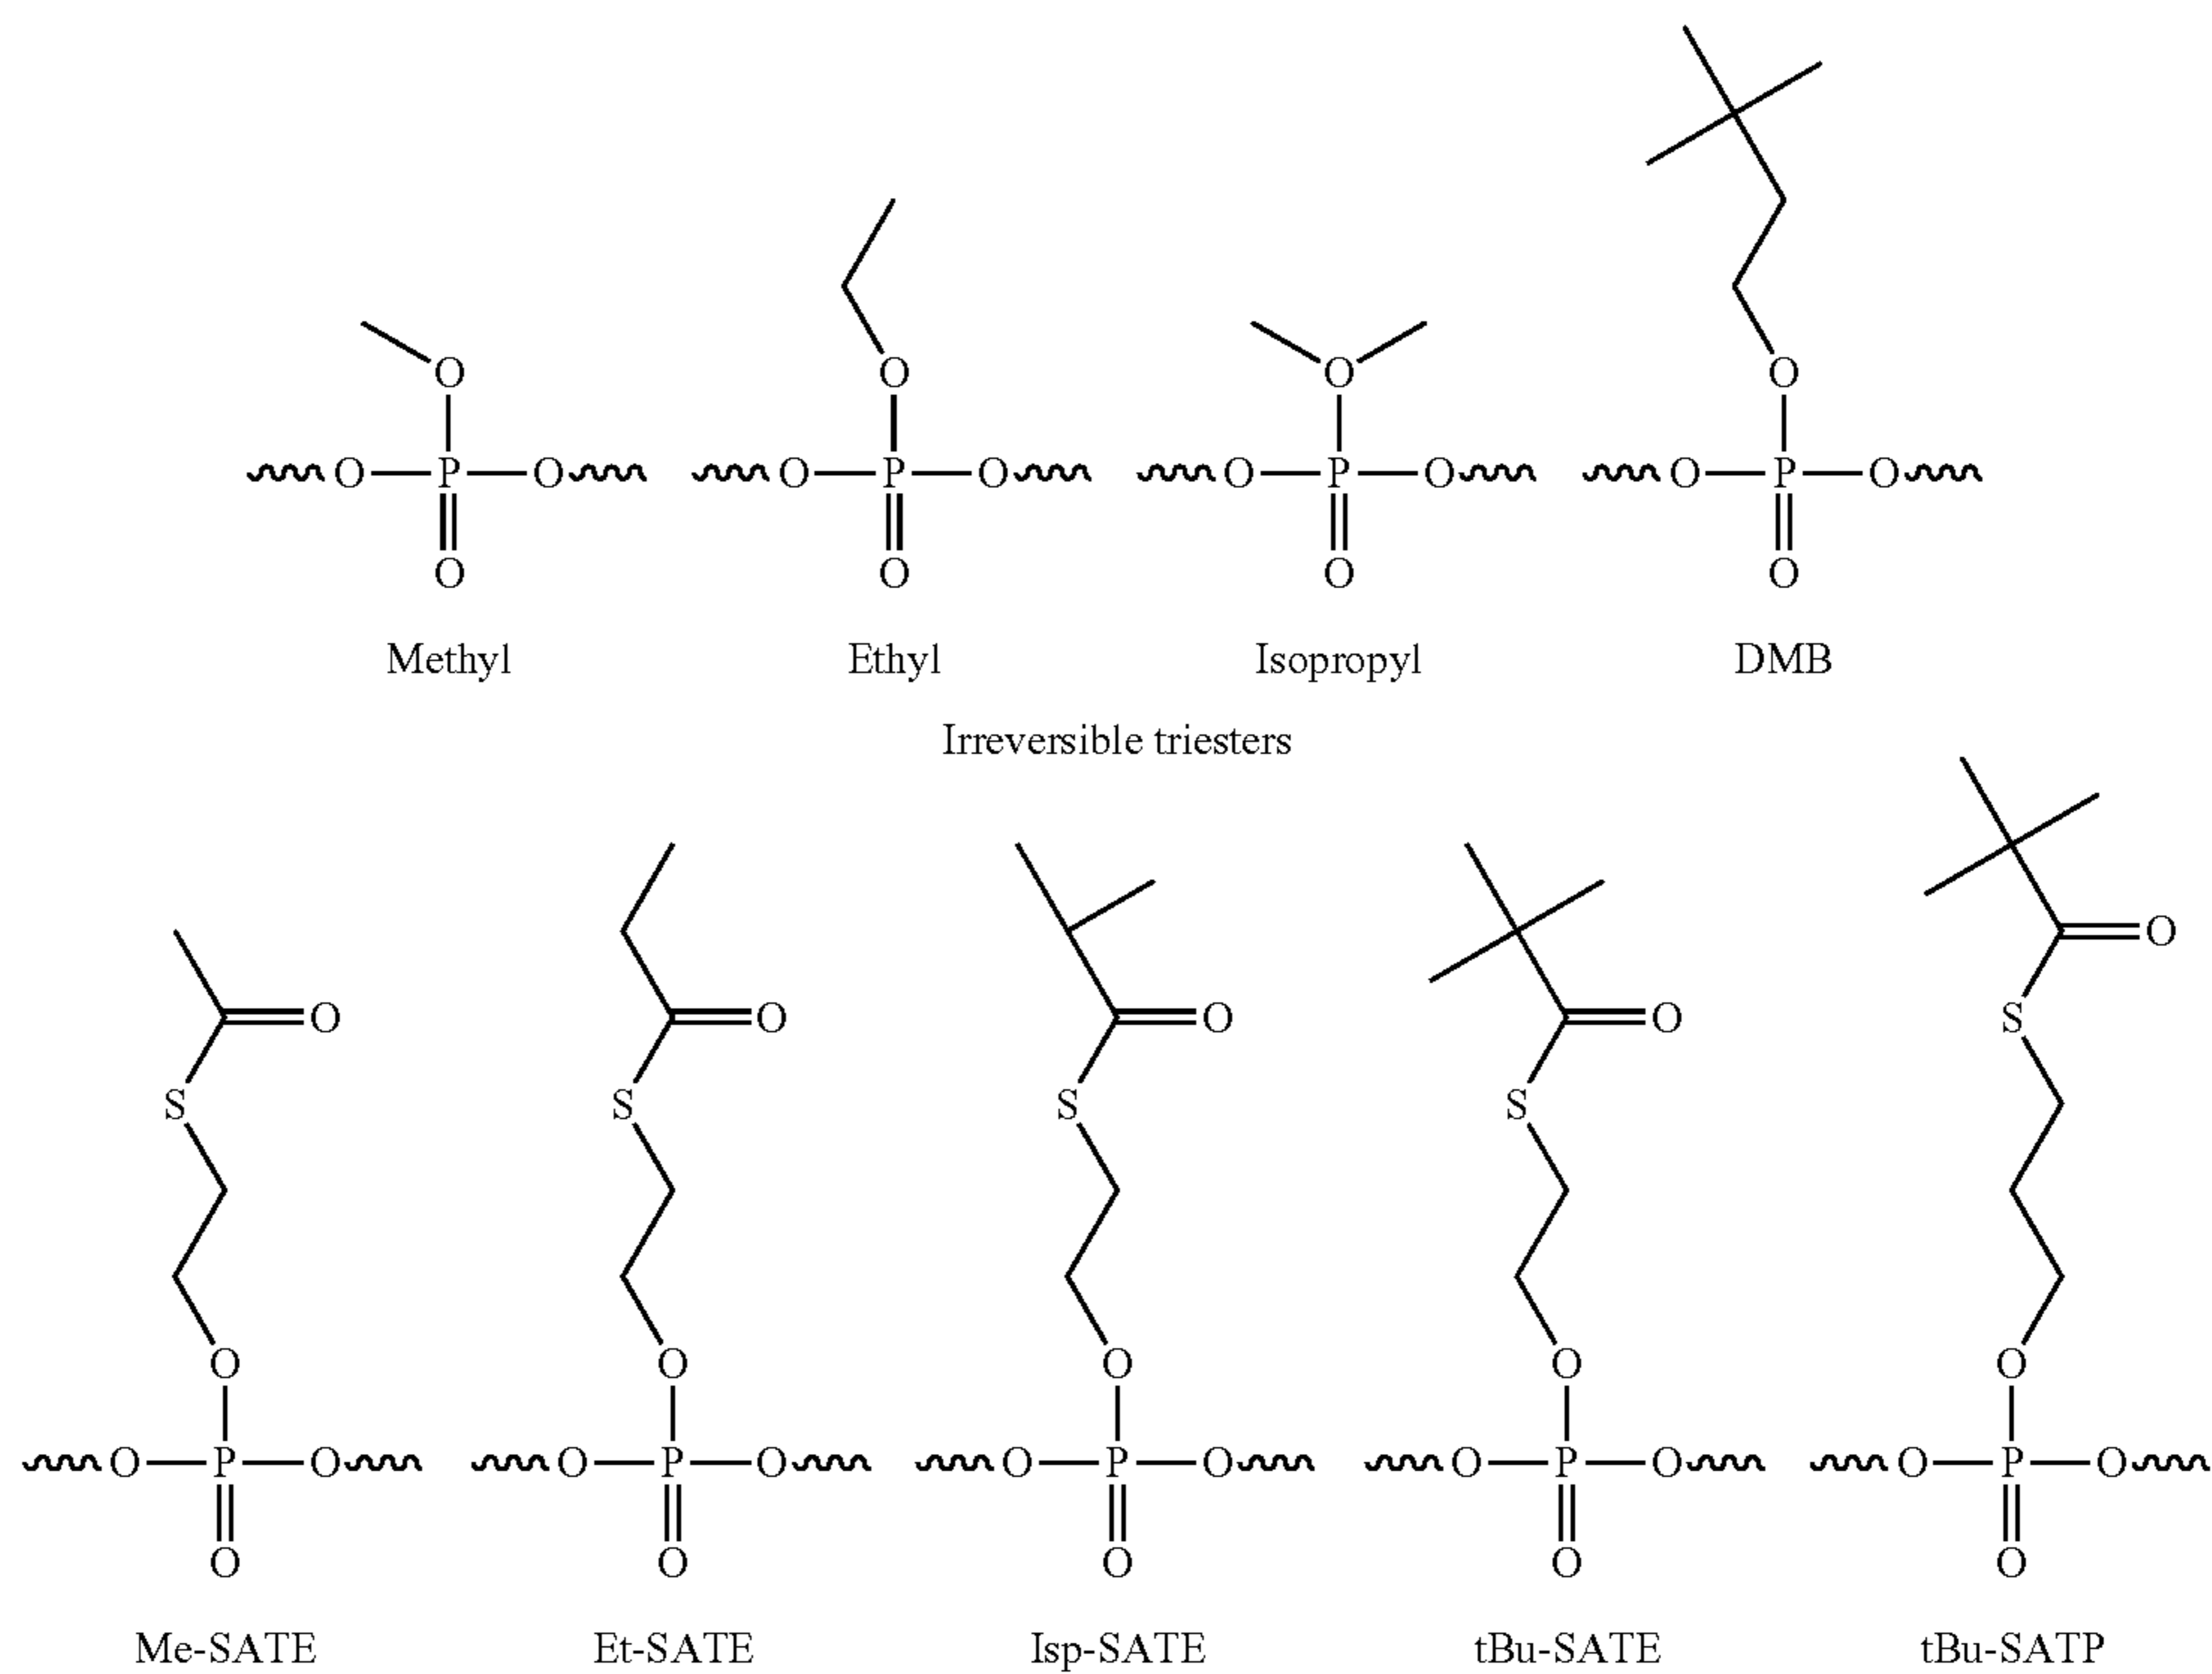 O
O P O
O
Methyl
O
O P O
O
Ethyl
O
O P O
O
Isopropyl
O
O P O
O
DMB
Irreversible triesters
O
S
O
O P O
O
Me-SATE
O
S
O
O P O
O
Et-SATE
O
S
O
O P O
O
Isp-SATE
O
S
O
O P O
O
tBu-SATE
O
S
O
O P O
O
tBu-SATP